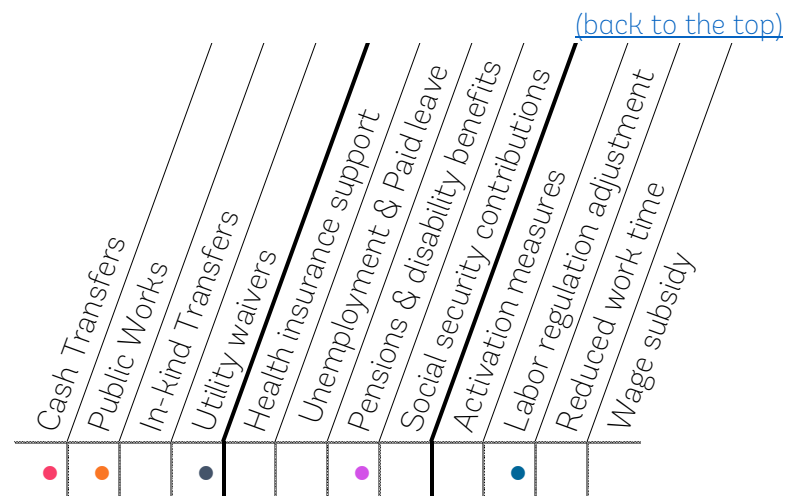 (back to the top)
Cash Transfers
Public Works
In-kind Transfers
Utility waivers
Health insurance support
Unemployment & Paid leave
Pensions & disability benefits
Social security contributions
Activation measures
Labor regulation adjustment
Reduced work time
Wage subsidy